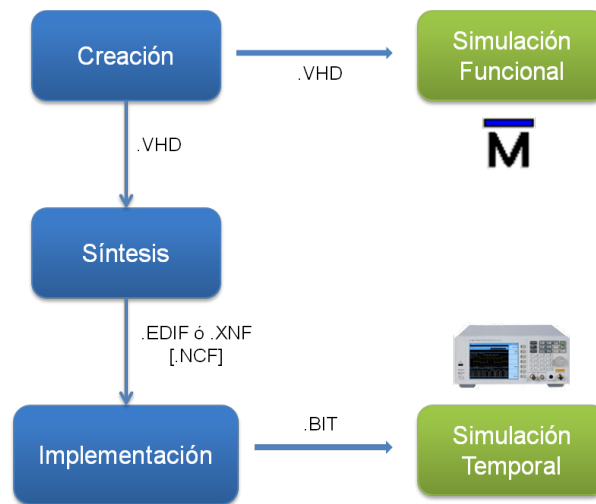 Creación
.VHD
Simulación
Funcional
M
.VHD
Síntesis
.EDIF ó .XNF
[.NCF]
Implementación
.BIT
Simulación
Temporal